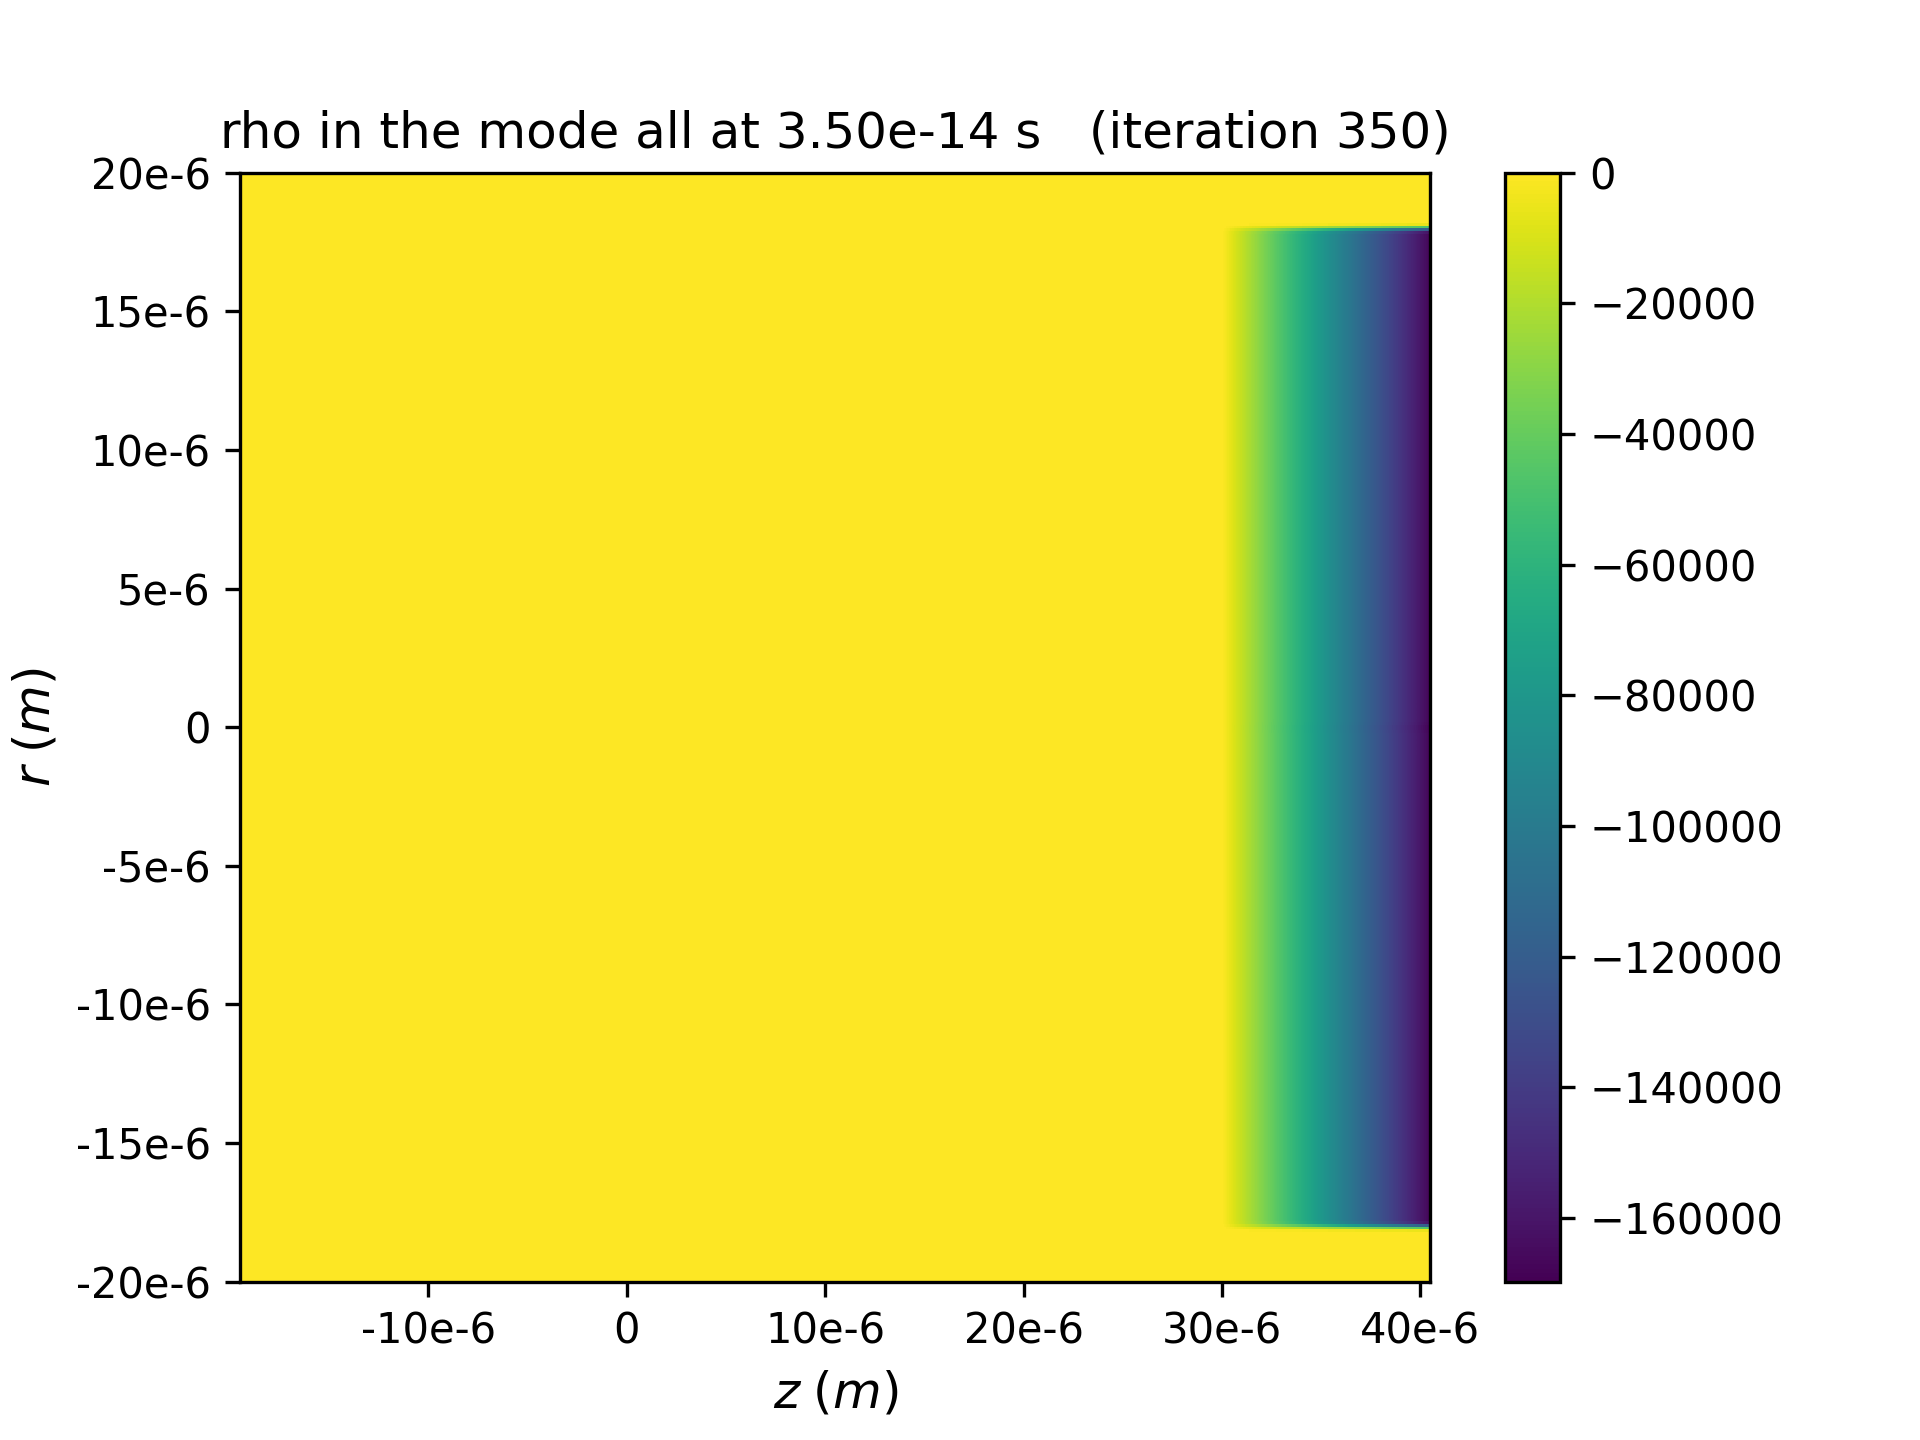 rho in the mode all at 3.50e-14 s   (iteration 350)
20e-6
15e-6
10e-6
5e-6
0
-5e-6
-10e-6
-15e-6
-20e-6
r (m)
-10e-6
0
10e-6
20e-6
30e-6
40e-6
z (m)
0
−20000
−40000
−60000
−80000
−100000
−120000
−140000
−160000